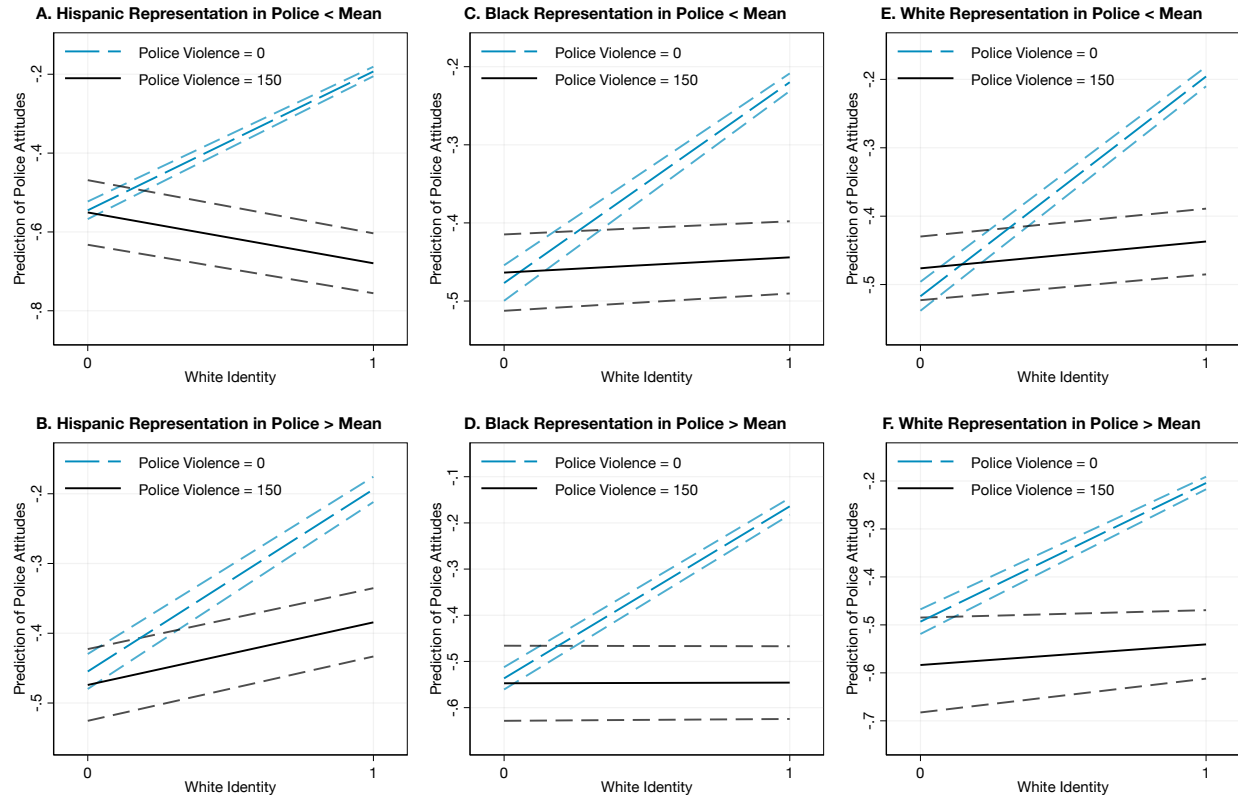 A. Hispanic Representation in Police < Mean
Police Violence = 0
Police Violence = 150
Prediction of Police Attitudes
-.2
-.4
-.6
-.8
0
1
White Identity
C. Black Representation in Police < Mean
Police Violence = 0
Police Violence = 150
Prediction of Police Attitudes
-.2
-.3
-.4
-.5
0
1
White Identity
E. White Representation in Police < Mean
Police Violence = 0
Police Violence = 150
Prediction of Police Attitudes
-.2
-.3
-.4
-.5
0
1
White Identity
B. Hispanic Representation in Police > Mean
Police Violence = 0
Police Violence = 150
Prediction of Police Attitudes
-.2
-.3
-.4
-.5
0
1
White Identity
D. Black Representation in Police > Mean
Police Violence = 0
Police Violence = 150
Prediction of Police Attitudes
-.1
-.2
-.3
-.4
-.5
-.6
0
1
White Identity
F. White Representation in Police > Mean
Police Violence = 0
Police Violence = 150
Prediction of Police Attitudes
-.2
-.3
-.4
-.5
-.6
-.7
0
1
White Identity